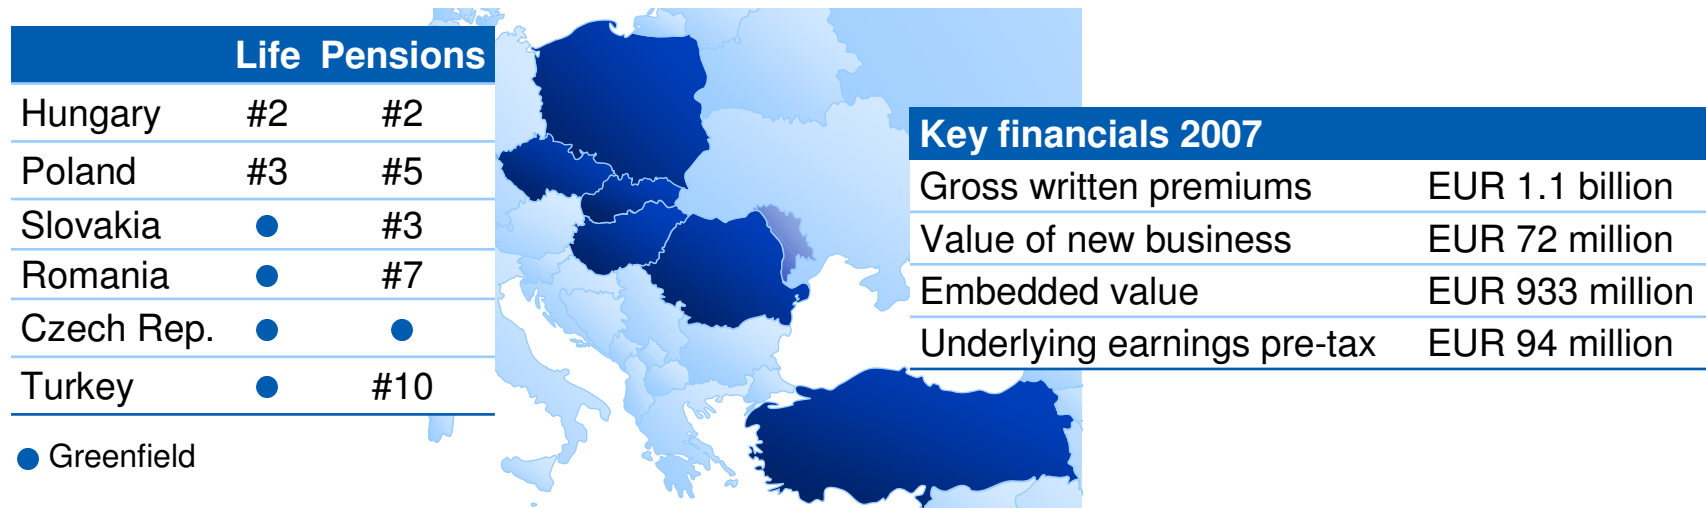 Life Pensions
Hungary #2 #2
Poland #3 #5
Slovakia ● #3
Romania ● #7
Czech Rep. ● ●
Turkey ● #10
● Greenfield
Key financials 2007
Gross written premiums EUR 1.1 billion
Value of new business EUR 72 million
Embedded value EUR 933 million
Underlying earnings pre-tax EUR 94 million